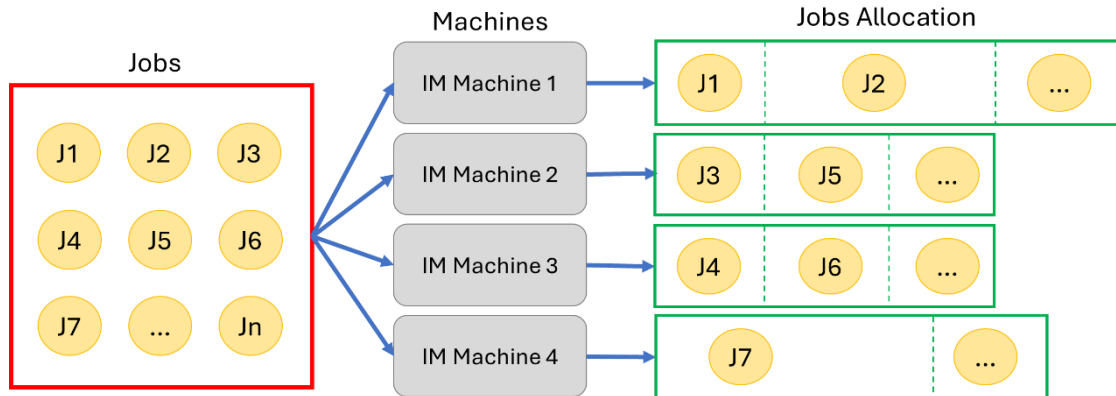 Jobs
Machines
Jobs Allocation
J1 J2 J3
J4 J5 J6
J7 ... Jn
IM Machine 1
J1 J2 ...
IM Machine 2
J3 J5 ...
IM Machine 3
J4 J6 ...
IM Machine 4
J7 ...